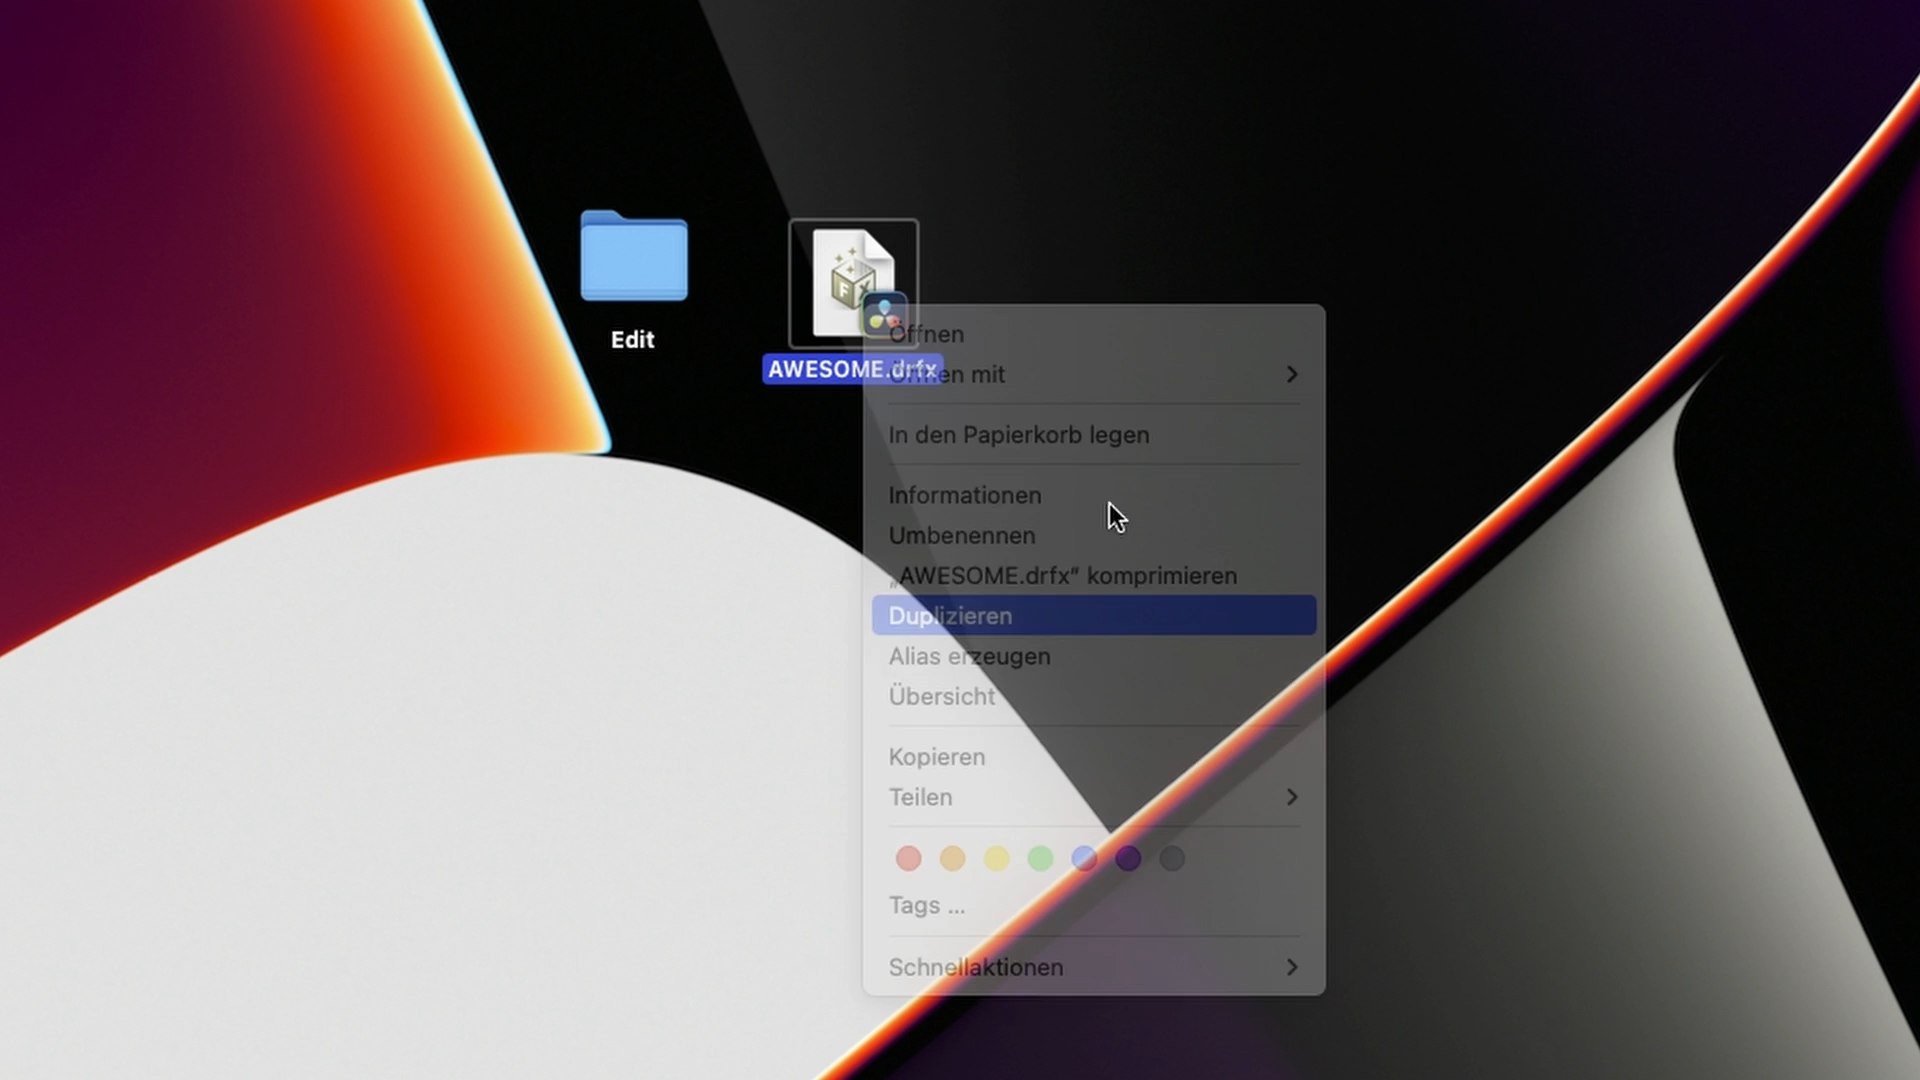 Edit
AWESOME.drfx
Öffnen
Öffnen mit
In den Papierkorb legen
Informationen
Umbenennen
„AWESOME.drfx“ komprimieren
Duplizieren
Alias erzeugen
Übersicht
Kopieren
Teilen
Tags ...
Schnellaktionen